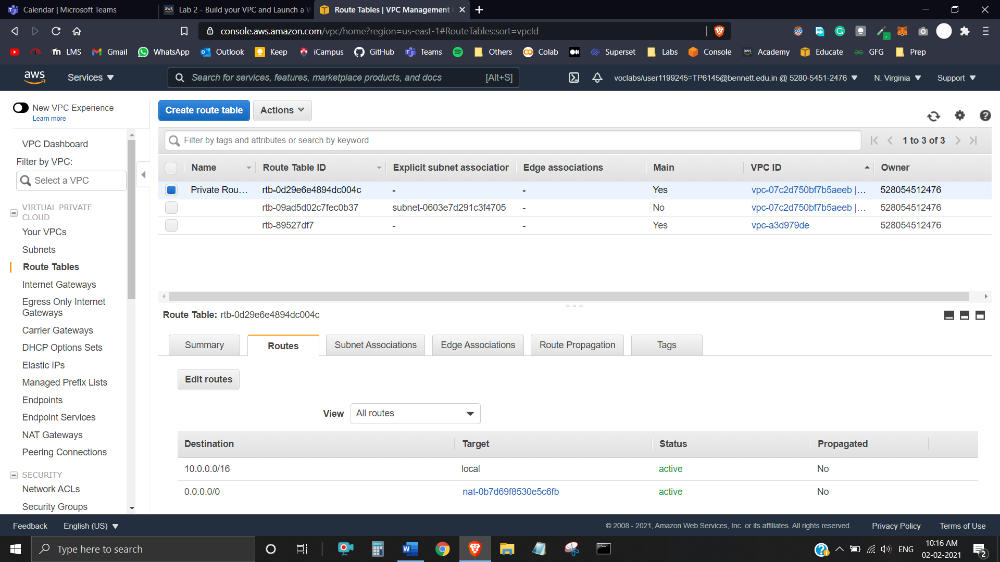 Calendar | Microsoft Teams
aws Lab 2 - Build your VPC and Launch a W
Route Tables | VPC Management
console.aws.amazon.com/vpc/home?region=us-east-1#RouteTables:sort=vpcId
LMS Gmail WhatsApp Outlook Keep iCampus GitHub Teams Others Colab Superset Labs Console aws Academy Educate GFG Prep
aws Services Search for services, features, marketplace products, and docs [Alt+S] voclabs/user1199245=TP6145@bennett.edu.in @ 5280-5451-2476 N. Virginia Support
New VPC Experience
Learn more
VPC Dashboard
Filter by VPC:
Select a VPC
VIRTUAL PRIVATE
CLOUD
Your VPCs
Subnets
Route Tables
Internet Gateways
Egress Only Internet
Gateways
Carrier Gateways
DHCP Options Sets
Elastic IPs
Managed Prefix Lists
Endpoints
Endpoint Services
NAT Gateways
Peering Connections
SECURITY
Network ACLs
Security Groups
Create route table Actions
Filter by tags and attributes or search by keyword 1 to 3 of 3
Name Route Table ID Explicit subnet association Edge associations Main VPC ID Owner
Private Rou… rtb-0d29e6e4894dc004c - - Yes vpc-07c2d750bf7b5aeeb |… 528054512476
rtb-09ad5d02c7fec0b37 subnet-0603e7d291c3f4705 - No vpc-07c2d750bf7b5aeeb |… 528054512476
rtb-89527df7 - - Yes vpc-a3d979de 528054512476
Route Table: rtb-0d29e6e4894dc004c
Summary Routes Subnet Associations Edge Associations Route Propagation Tags
Edit routes
View All routes
Destination Target Status Propagated
10.0.0.0/16 local active No
0.0.0.0/0 nat-0b7d69f8530e5c6fb active No
Feedback English (US) © 2008 - 2021, Amazon Web Services, Inc. or its affiliates. All rights reserved. Privacy Policy Terms of Use
Type here to search
ENG
10:16 AM
02-02-2021
2